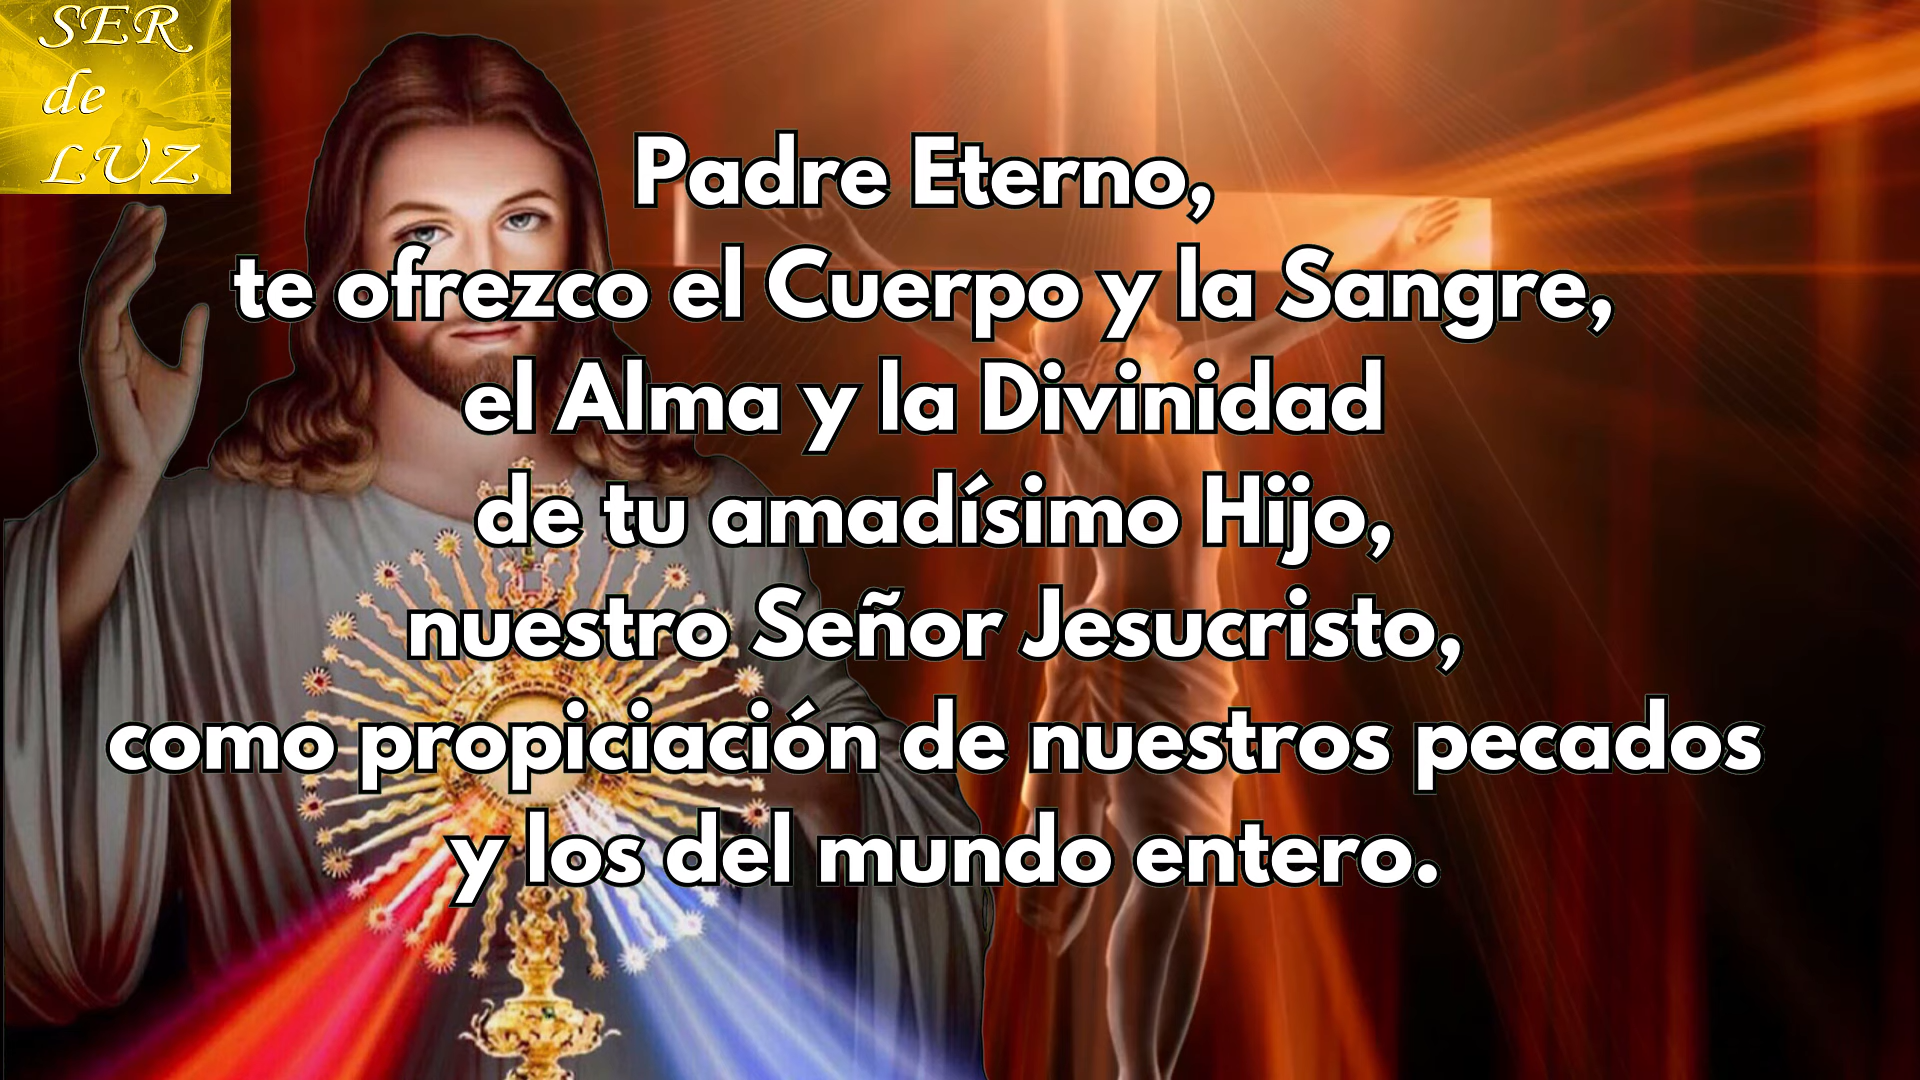 SER
de
LUZ
Padre Eterno,
te ofrezco el Cuerpo y la Sangre,
el Alma y la Divinidad
de tu amadísimo Hijo,
nuestro Señor Jesucristo,
como propiciación de nuestros pecados
y los del mundo entero.